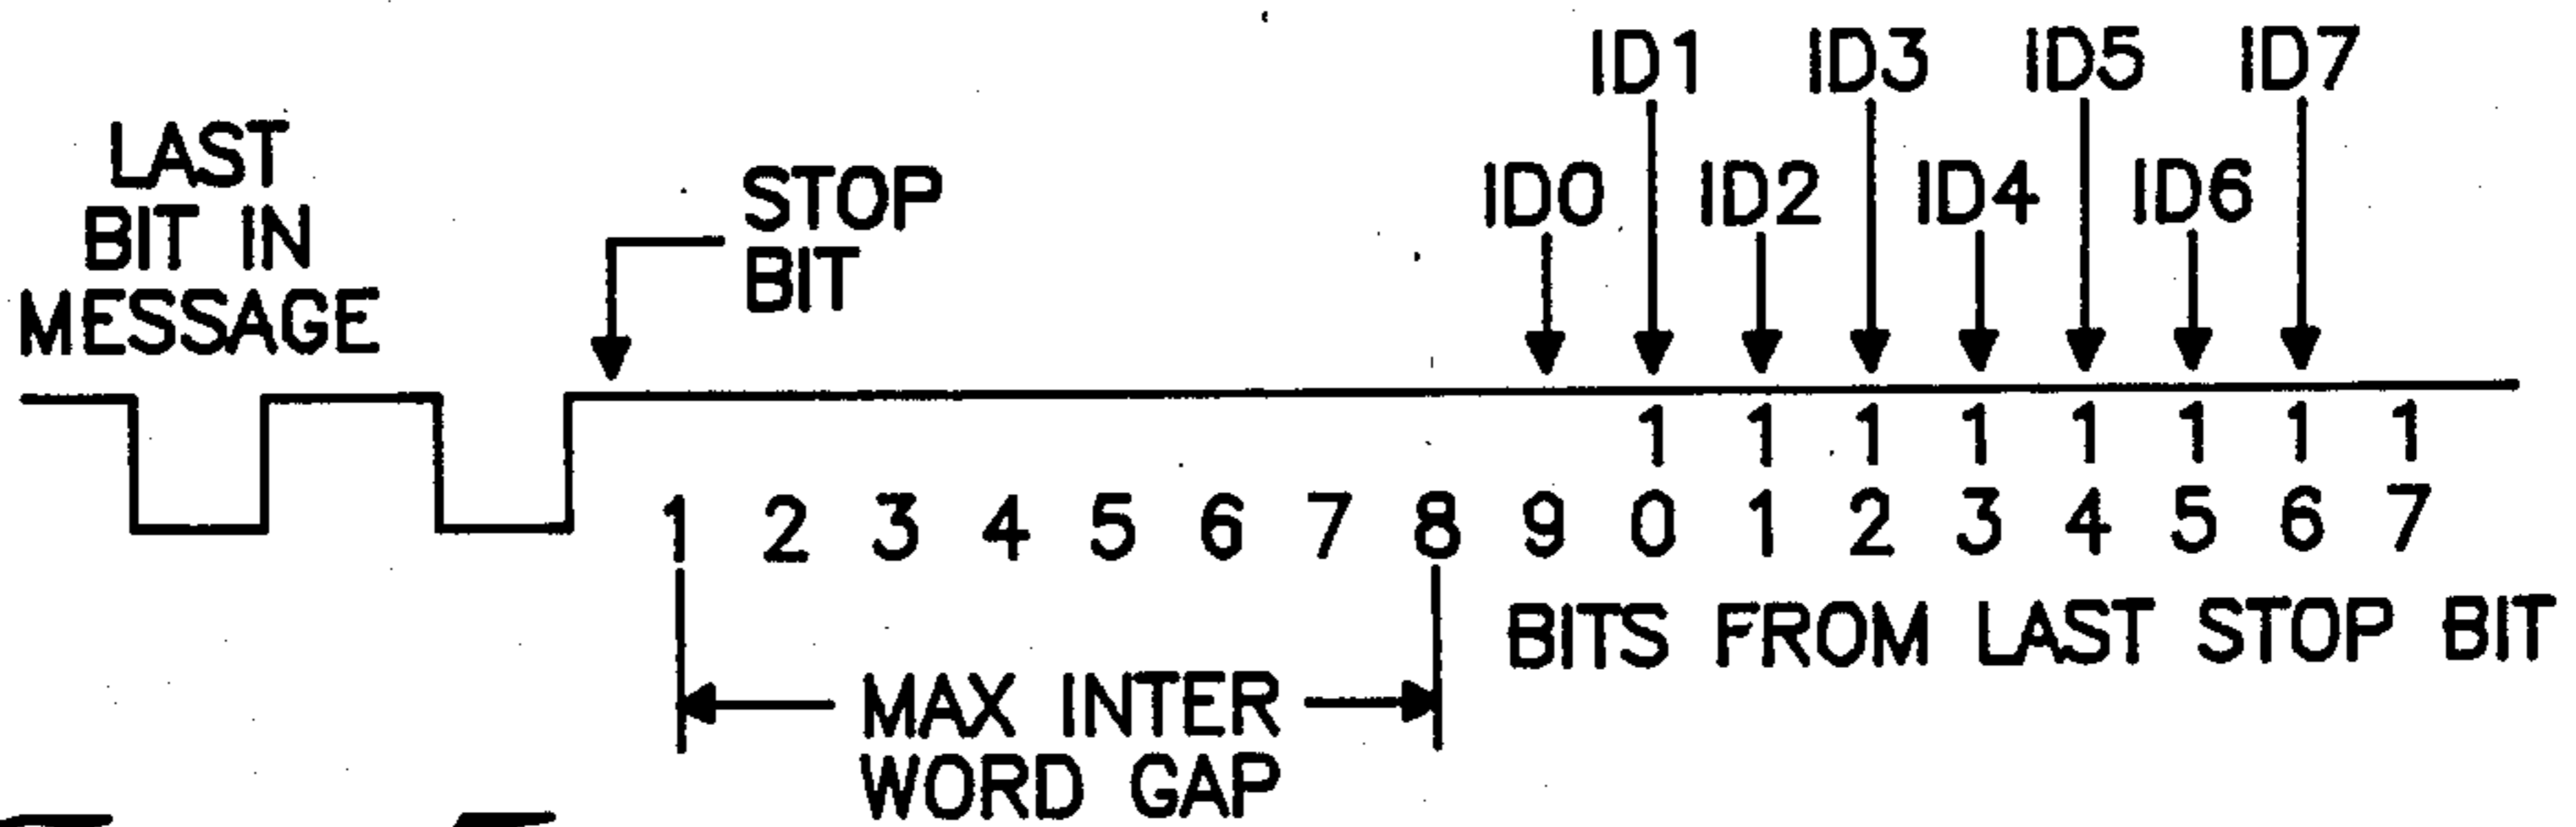 ID1 ID3 ID5 ID7
LAST
BIT IN
MESSAGE
STOP
BIT
ID0 ID2 ID4 ID6
1 1 1 1 1 1 1 1
1 2 3 4 5 6 7 8 9 0 1 2 3 4 5 6 7
BITS FROM LAST STOP BIT
MAX INTER
WORD GAP